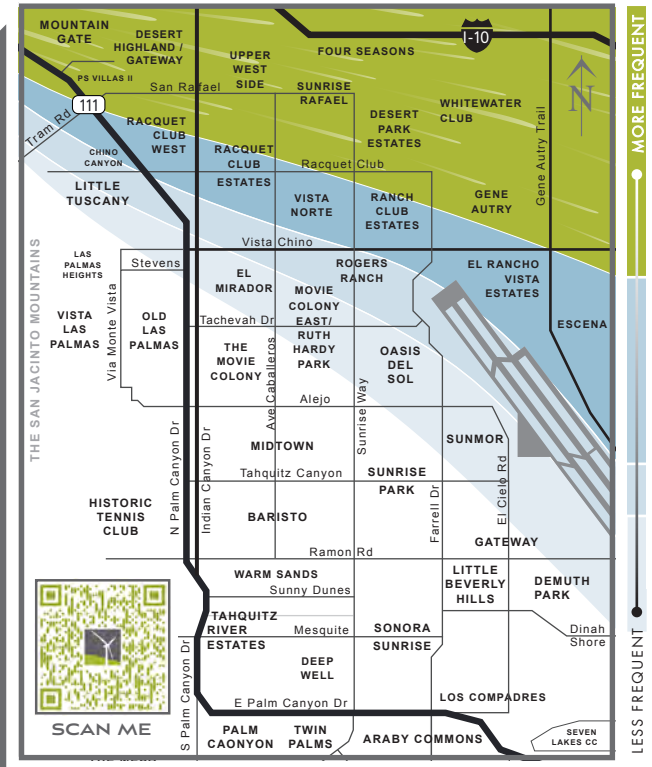 MOUNTAIN
GATE
DESERT
HIGHLAND /
GATEWAY
UPPER
WEST
SIDE
FOUR SEASONS
I-10
MORE FREQUENT
PS VILLAS II
San Rafael
SUNRISE
RAFAEL
N
111
Tram Rd
RACQUET
CLUB
WEST
DESERT
PARK
ESTATES
WHITEWATER
CLUB
Gene Autry Trail
CHINO
CANYON
RACQUET
CLUB
ESTATES
Racquet Club
LITTLE
TUSCANY
VISTA
NORTE
RANCH
CLUB
ESTATES
GENE
AUTRY
Vista Chino
LAS
PALMAS
HEIGHTS
Stevens
EL
MIRADOR
ROGERS
RANCH
EL RANCHO
VISTA
ESTATES
THE SAN JACINTO MOUNTAINS
VISTA
LAS
PALMAS
Via Monte Vista
OLD
LAS
PALMAS
MOVIE
COLONY
EAST/
RUTH
HARDY
PARK
Tachevah Dr
ESCENA
THE
MOVIE
COLONY
Ave Caballeros
OASIS
DEL
SOL
Sunrise Way
Alejo
N Palm Canyon Dr
Indian Canyon Dr
MIDTOWN
SUNMOR
Tahquitz Canyon
SUNRISE
PARK
Farrell Dr
El Cielo Rd
HISTORIC
TENNIS
CLUB
BARISTO
GATEWAY
Ramon Rd
WARM SANDS
Sunny Dunes
LITTLE
BEVERLY
HILLS
DEMUTH
PARK
TAHQUITZ
RIVER
ESTATES
Mesquite
SONORA
SUNRISE
Dinah
Shore
LESS FREQUENT
S Palm Canyon Dr
DEEP
WELL
E Palm Canyon Dr
LOS COMPADRES
SCAN ME
PALM
CAONYON
TWIN
PALMS
ARABY COMMONS
SEVEN
LAKES CC